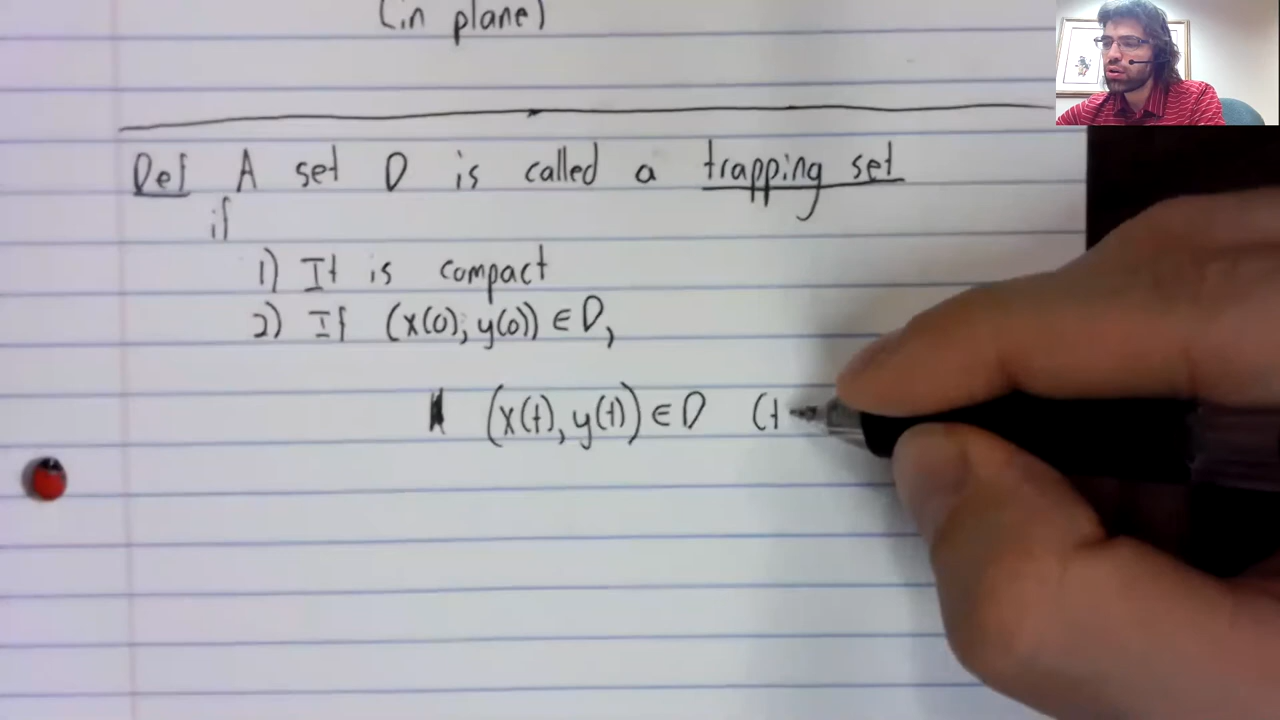 (in plane)
Def A set D is called a trapping set
if
1) It is compact
2) If (x(0), y(0)) ∈ D,
(x(t), y(t)) ∈ D (t